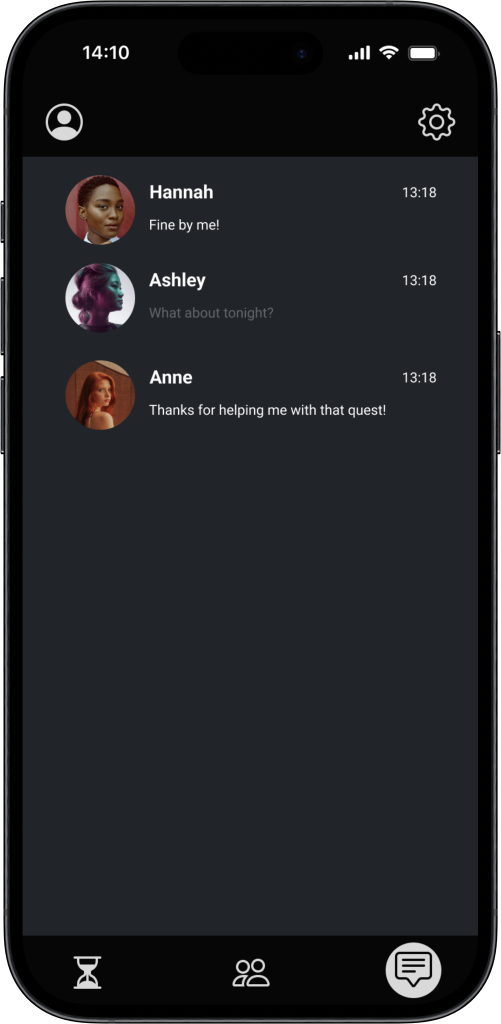 14:10
Hannah 13:18
Fine by me!
Ashley 13:18
What about tonight?
Anne 13:18
Thanks for helping me with that quest!